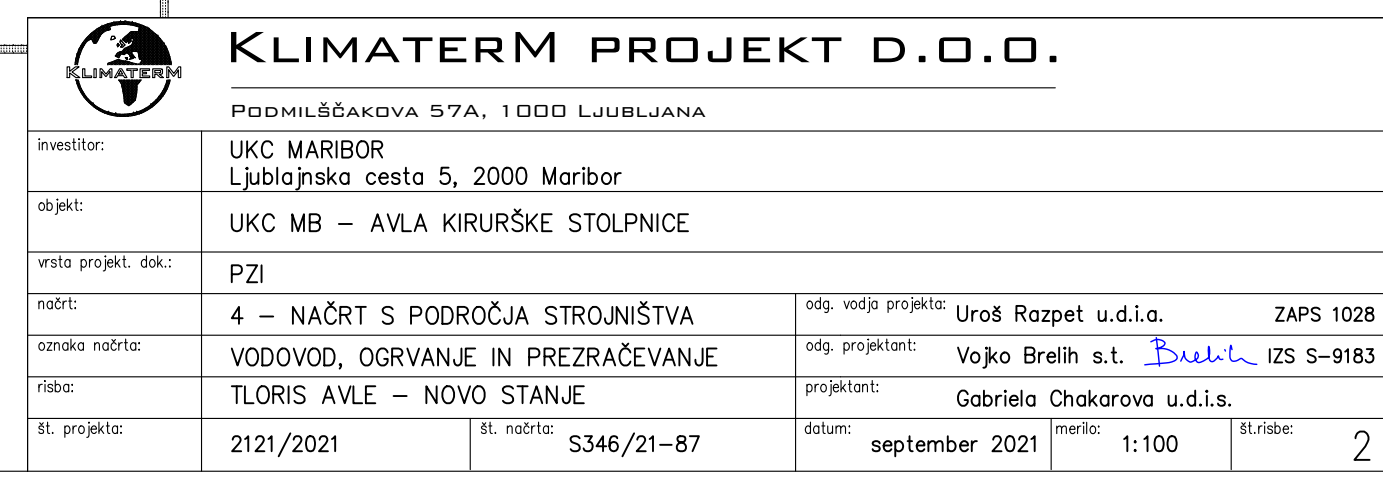 KLIMATERM
KLIMATERM PROJEKT D.O.O.
PODMILŠČAKOVA 57A, 1000 LJUBLJANA
investitor:
UKC MARIBOR
Ljublajnska cesta 5, 2000 Maribor
objekt:
UKC MB – AVLA KIRURŠKE STOLPNICE
vrsta projekt. dok.:
PZI
načrt:
4 – NAČRT S PODROČJA STROJNIŠTVA
odg. vodja projekta: Uroš Razpet u.d.i.a. ZAPS 1028
oznaka načrta:
VODOVOD, OGRVANJE IN PREZRAČEVANJE
odg. projektant: Vojko Brelih s.t. Brelih IZS S-9183
risba:
TLORIS AVLE – NOVO STANJE
projektant: Gabriela Chakarova u.d.i.s.
št. projekta:
2121/2021
št. načrta: S346/21-87
datum: september 2021
merilo: 1:100
št.risbe: 2